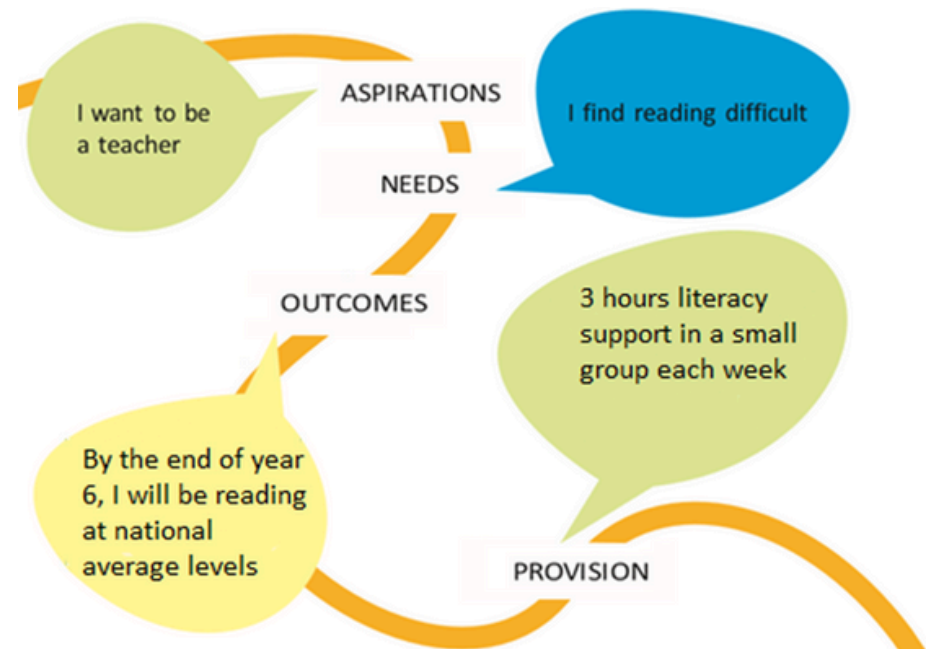 I want to be
a teacher
ASPIRATIONS
I find reading difficult
NEEDS
OUTCOMES
3 hours literacy
support in a small
group each week
By the end of year
6, I will be reading
at national
average levels
PROVISION